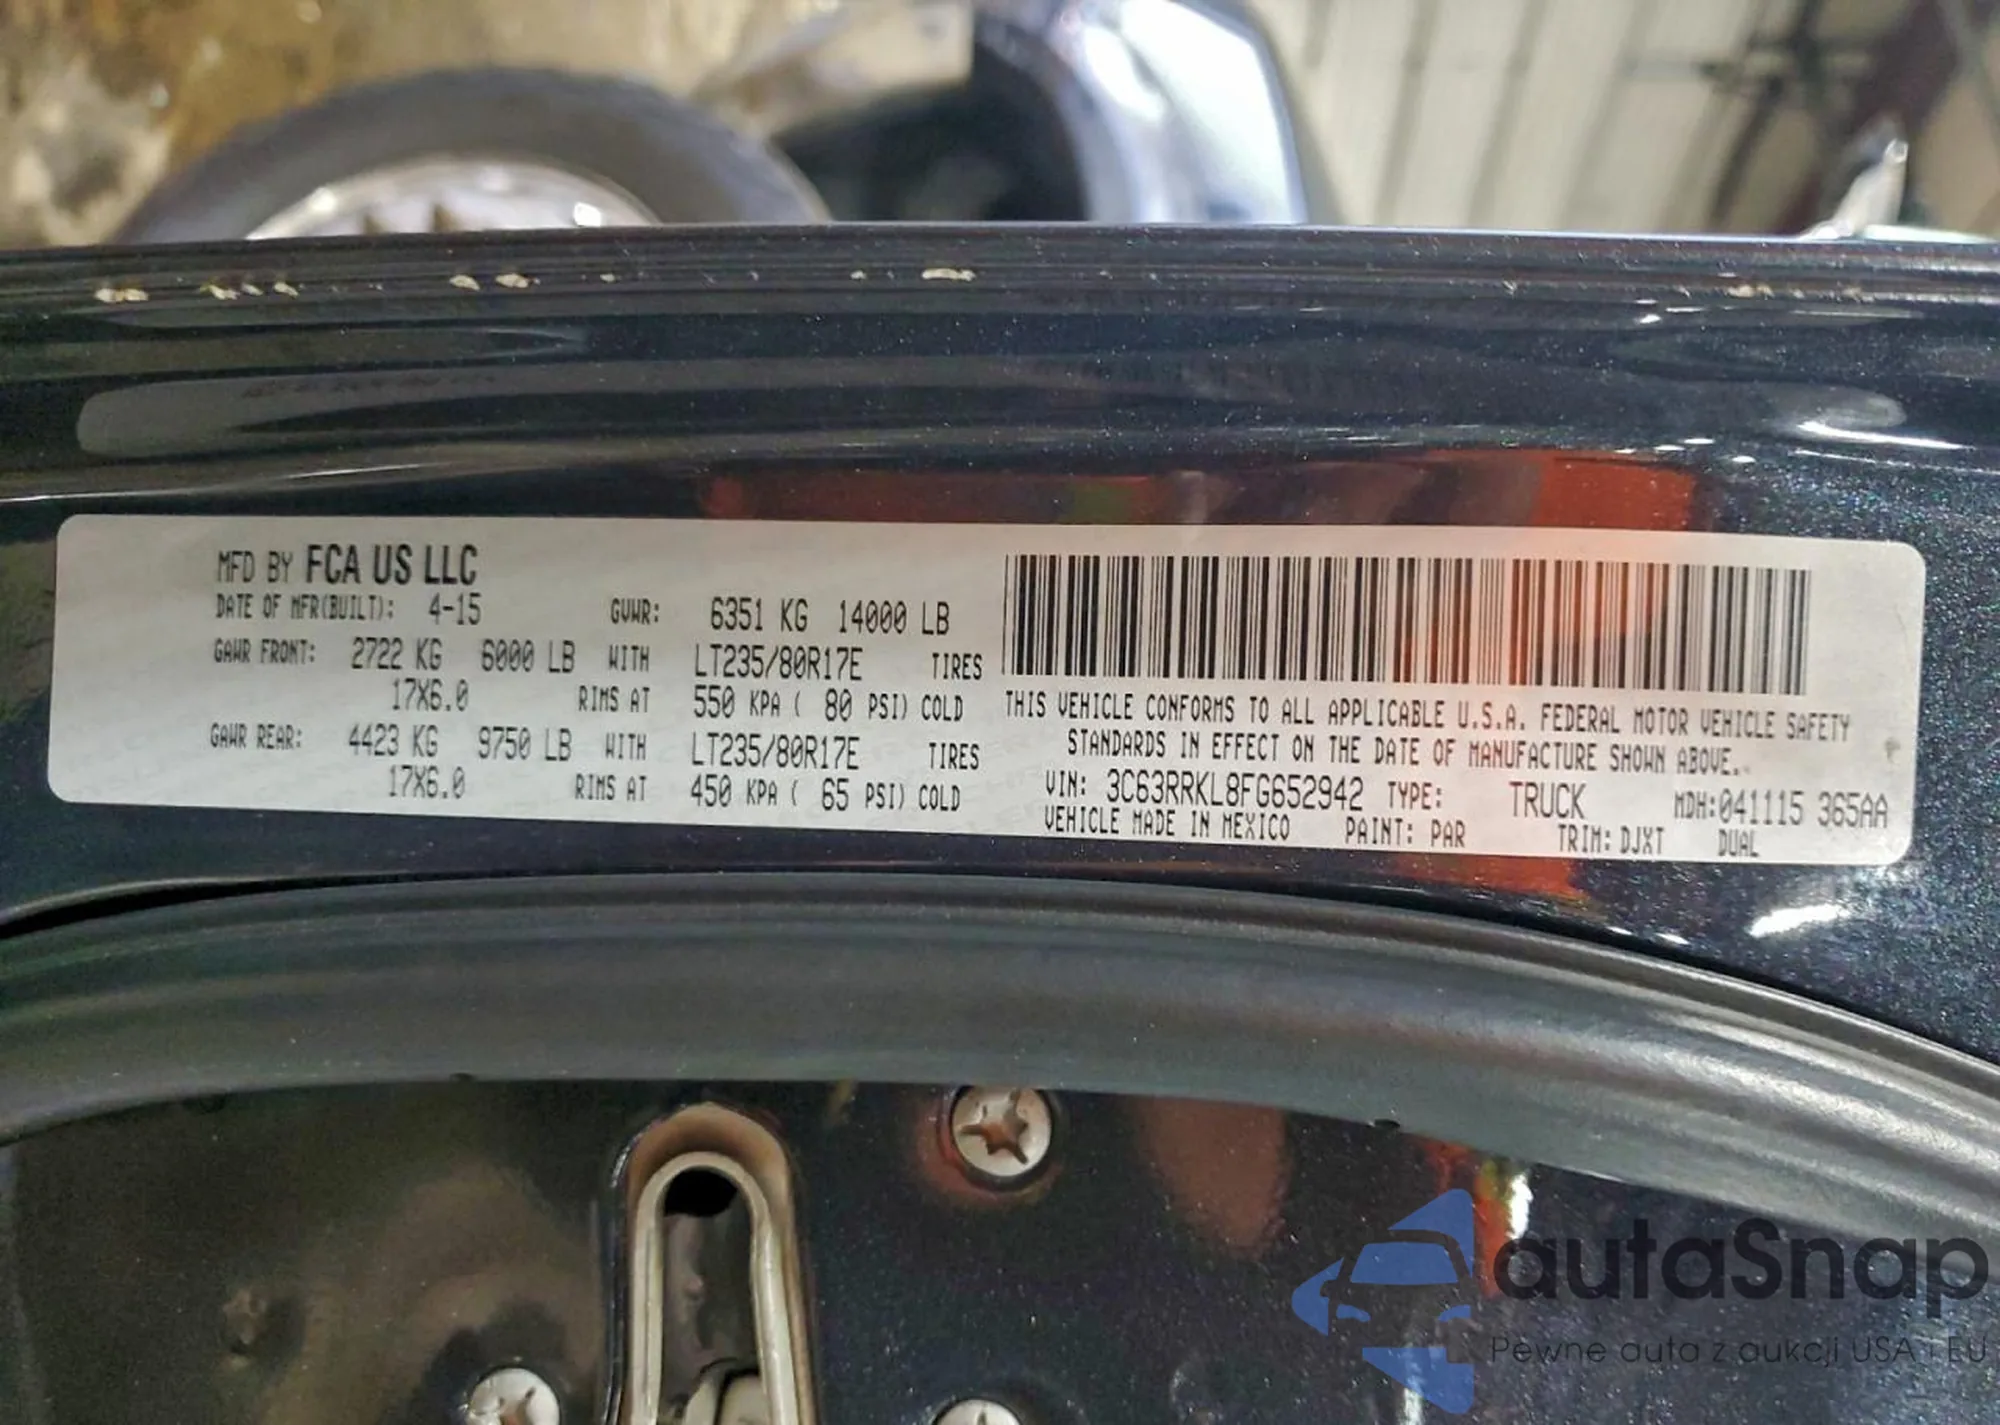 MFD BY FCA US LLC
DATE OF MFR(BUILT): 4-15 GVWR: 6351 KG 14000 LB
GAWR FRONT: 2722 KG 6000 LB WITH LT235/80R17E TIRES
17X6.0 RIMS AT 550 KPA ( 80 PSI) COLD
GAWR REAR: 4423 KG 9750 LB WITH LT235/80R17E TIRES
17X6.0 RIMS AT 450 KPA ( 65 PSI) COLD
THIS VEHICLE CONFORMS TO ALL APPLICABLE U.S.A. FEDERAL MOTOR VEHICLE SAFETY
STANDARDS IN EFFECT ON THE DATE OF MANUFACTURE SHOWN ABOVE.
VIN: 3C63RRKL8FG652942 TYPE: TRUCK MDH:041115 365AA
VEHICLE MADE IN MEXICO PAINT: PAR TRIM: DJXT DUAL
autaSnap
Pewne auta z aukcji USA i EU